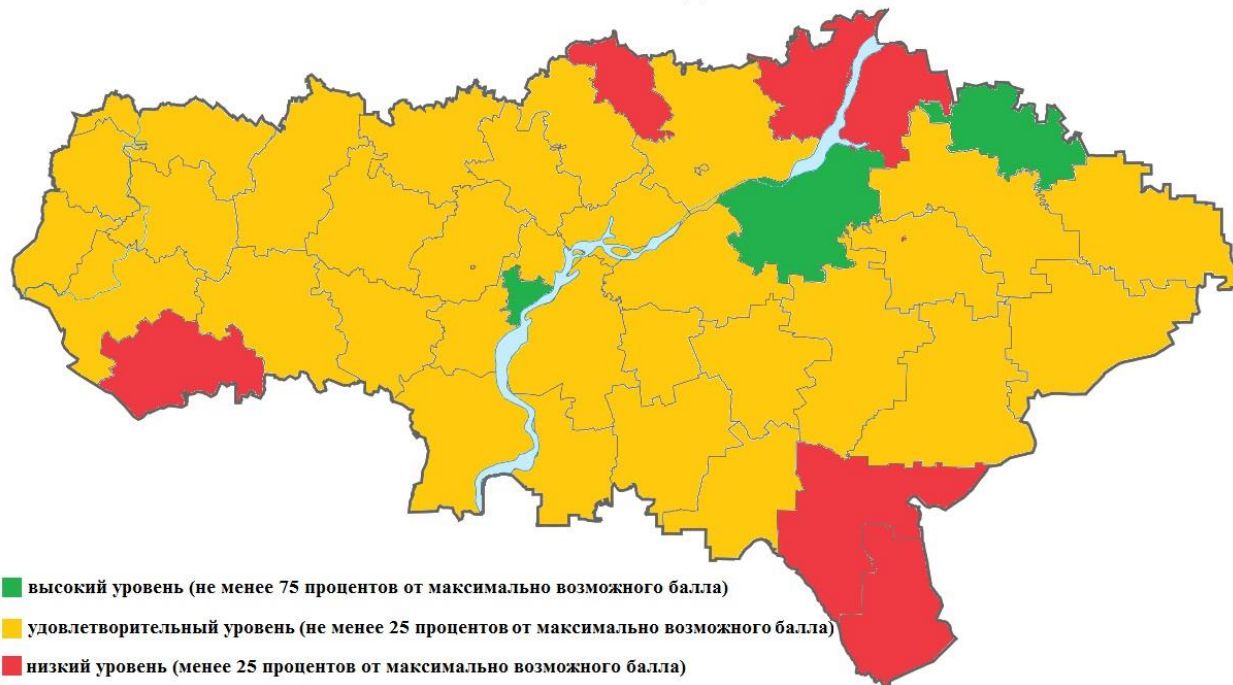 высокий уровень (не менее 75 процентов от максимально возможного балла)
удовлетворительный уровень (не менее 25 процентов от максимально возможного балла)
низкий уровень (менее 25 процентов от максимально возможного балла)